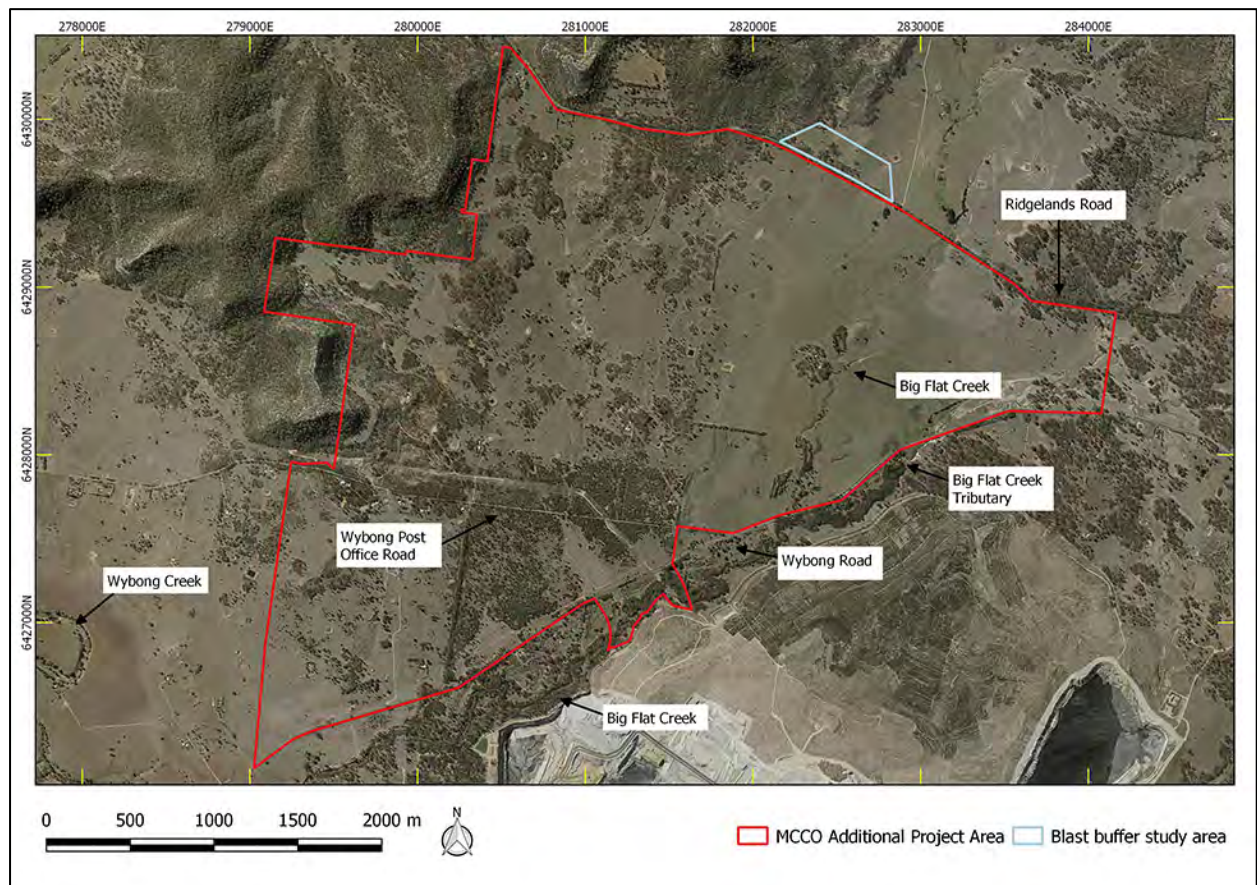 278000E
279000E
280000E
281000E
282000E
283000E
284000E
6430000N
6429000N
6428000N
6427000N
Ridgelands Road
Big Flat Creek
Big Flat Creek
Tributary
Wybong Post
Office Road
Wybong Road
Wybong Creek
Big Flat Creek
0
500
1000
1500
2000 m
N
MCCO Additional Project Area
Blast buffer study area